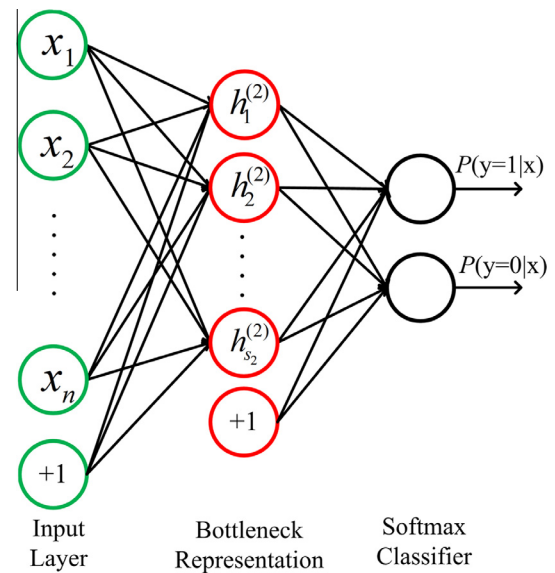 x₁
x₂
xₙ
+1
h₁⁽²⁾
h₂⁽²⁾
hₛ₂⁽²⁾
+1
P(y=1|x)
P(y=0|x)
Input
Layer
Bottleneck
Representation
Softmax
Classifier